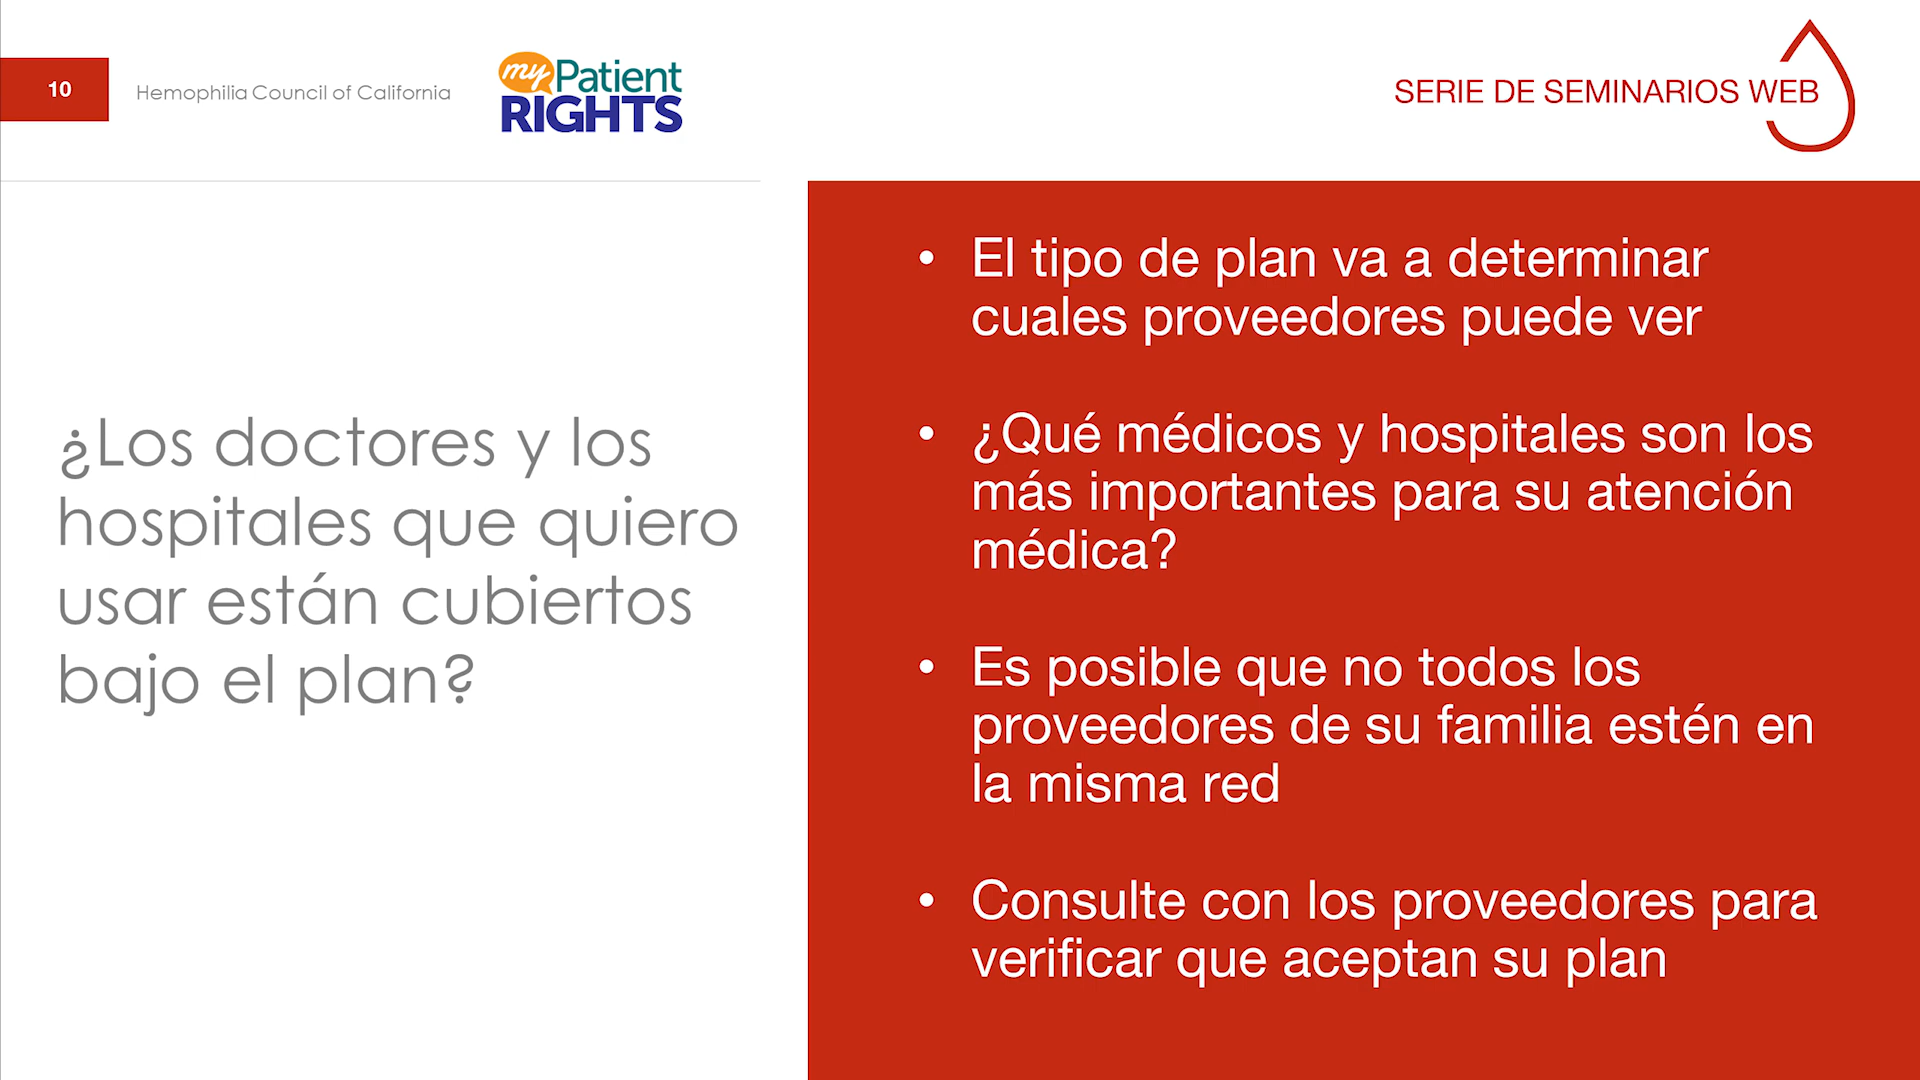 10
Hemophilia Council of California
my Patient
RIGHTS
SERIE DE SEMINARIOS WEB
¿Los doctores y los
hospitales que quiero
usar están cubiertos
bajo el plan?
• El tipo de plan va a determinar
cuales proveedores puede ver
• ¿Qué médicos y hospitales son los
más importantes para su atención
médica?
• Es posible que no todos los
proveedores de su familia estén en
la misma red
• Consulte con los proveedores para
verificar que aceptan su plan